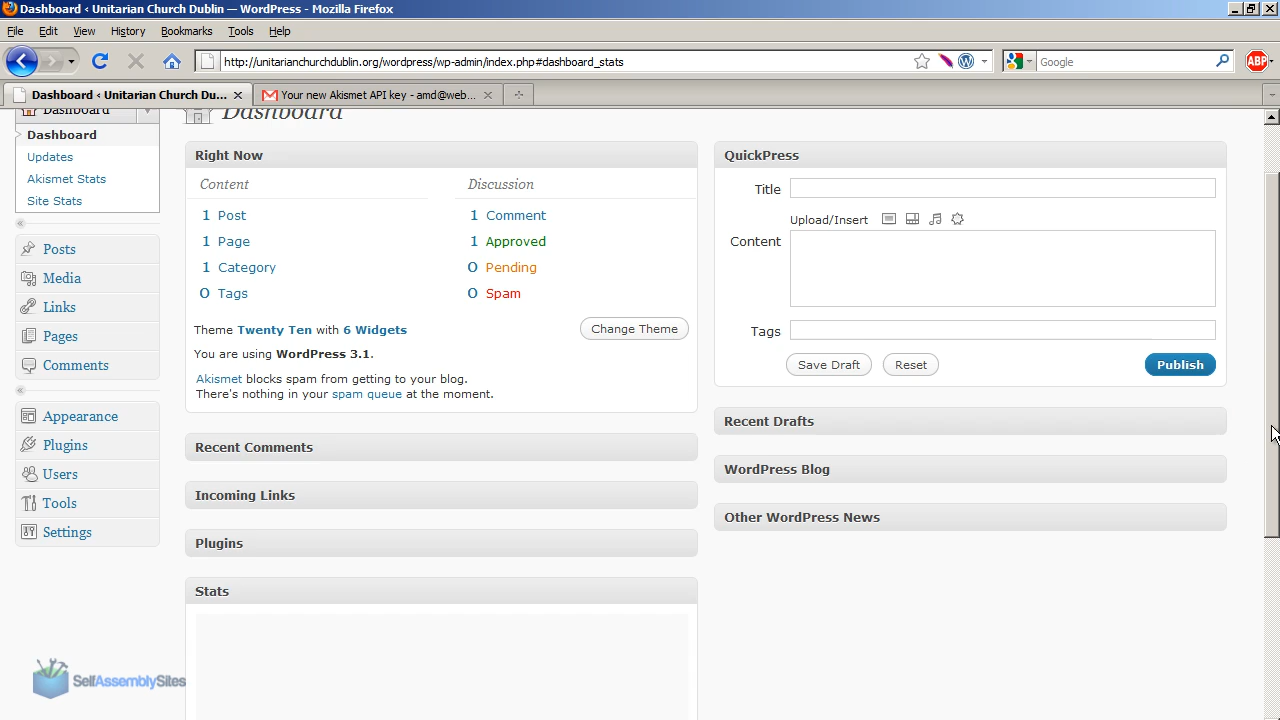 Dashboard ‹ Unitarian Church Dublin — WordPress - Mozilla Firefox
File Edit View History Bookmarks Tools Help
http://unitarianchurchdublin.org/wordpress/wp-admin/index.php#dashboard_stats
Google
ABP
Dashboard ‹ Unitarian Church Du...
Your new Akismet API key - amd@web...
Dashboard
Dashboard
Dashboard
Updates
Akismet Stats
Site Stats
Posts
Media
Links
Pages
Comments
Appearance
Plugins
Users
Tools
Settings
Right Now
Content
Discussion
1 Post
1 Comment
1 Page
1 Approved
1 Category
0 Pending
0 Tags
0 Spam
Theme Twenty Ten with 6 Widgets
Change Theme
You are using WordPress 3.1.
Akismet blocks spam from getting to your blog.
There's nothing in your spam queue at the moment.
Recent Comments
Incoming Links
Plugins
Stats
QuickPress
Title
Upload/Insert
Content
Tags
Save Draft
Reset
Publish
Recent Drafts
WordPress Blog
Other WordPress News
SelfAssemblySites